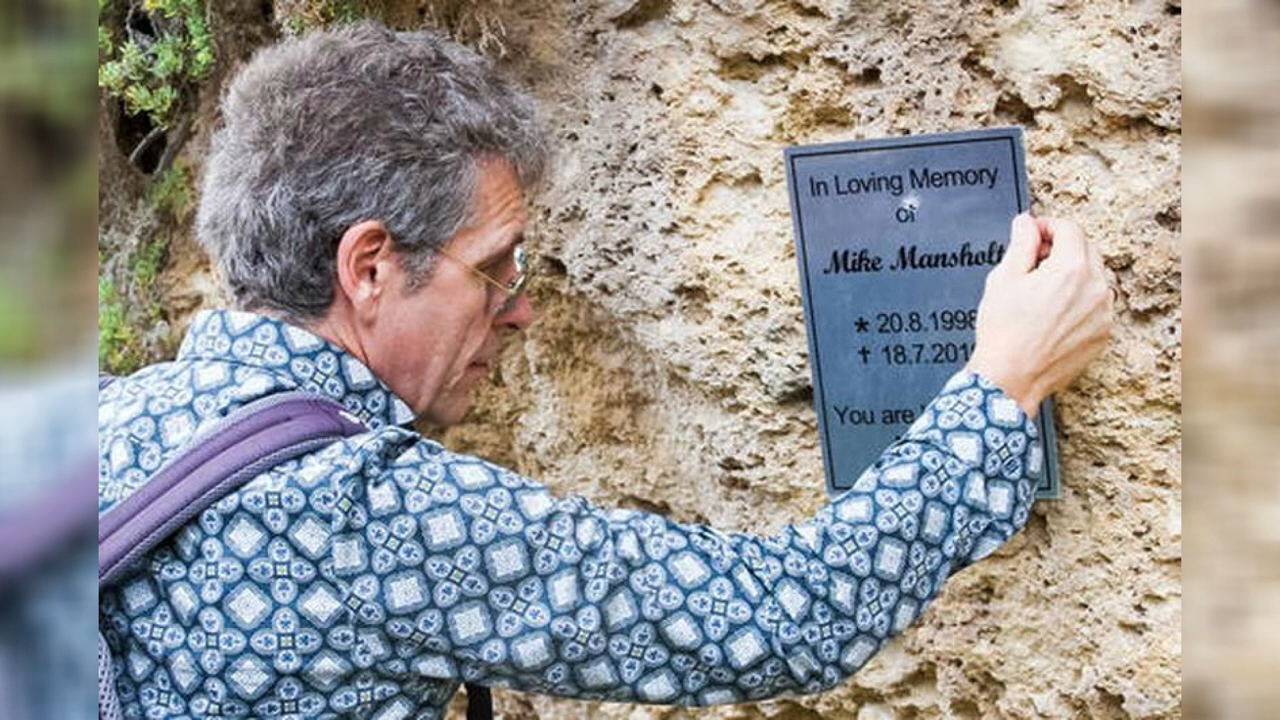 In Loving Memory
of
Mike Mansholt
* 20.8.1998
† 18.7.201
You are